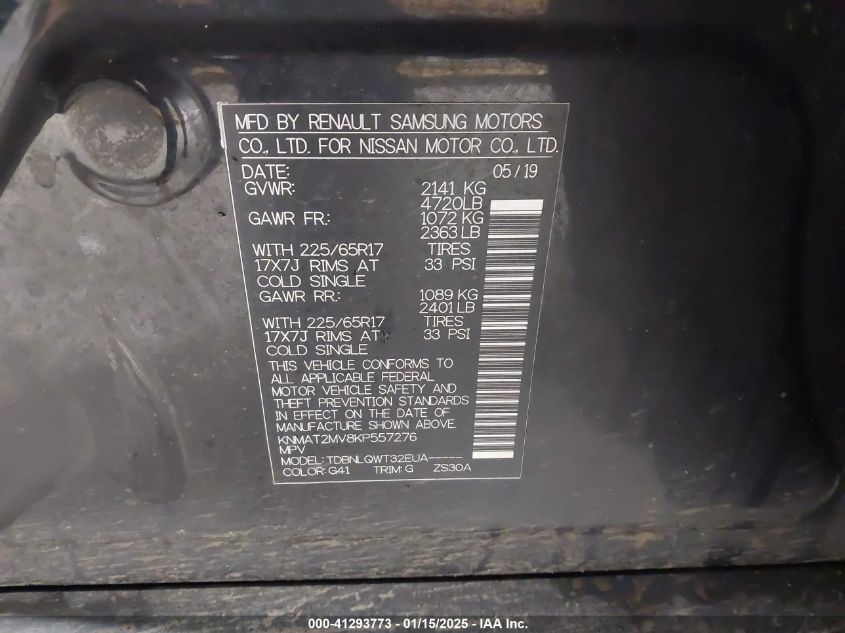 MFD BY RENAULT SAMSUNG MOTORS
CO., LTD. FOR NISSAN MOTOR CO., LTD.
DATE: 05/19
GVWR: 2141 KG
4720LB
GAWR FR.: 1072 KG
2363LB
WITH 225/65R17 TIRES
17X7J RIMS AT 33 PSI
COLD SINGLE
GAWR RR.: 1089 KG
2401LB
WITH 225/65R17 TIRES
17X7J RIMS AT 33 PSI
COLD SINGLE
THIS VEHICLE CONFORMS TO
ALL APPLICABLE FEDERAL
MOTOR VEHICLE SAFETY AND
THEFT PREVENTION STANDARDS
IN EFFECT ON THE DATE OF
MANUFACTURE SHOWN ABOVE.
KNMAT2MV8KP557276
MPV
MODEL: TDBNLQWT32EUA-----
COLOR: G41 TRIM: G ZS30A
000-41293773 - 01/15/2025 - IAA Inc.